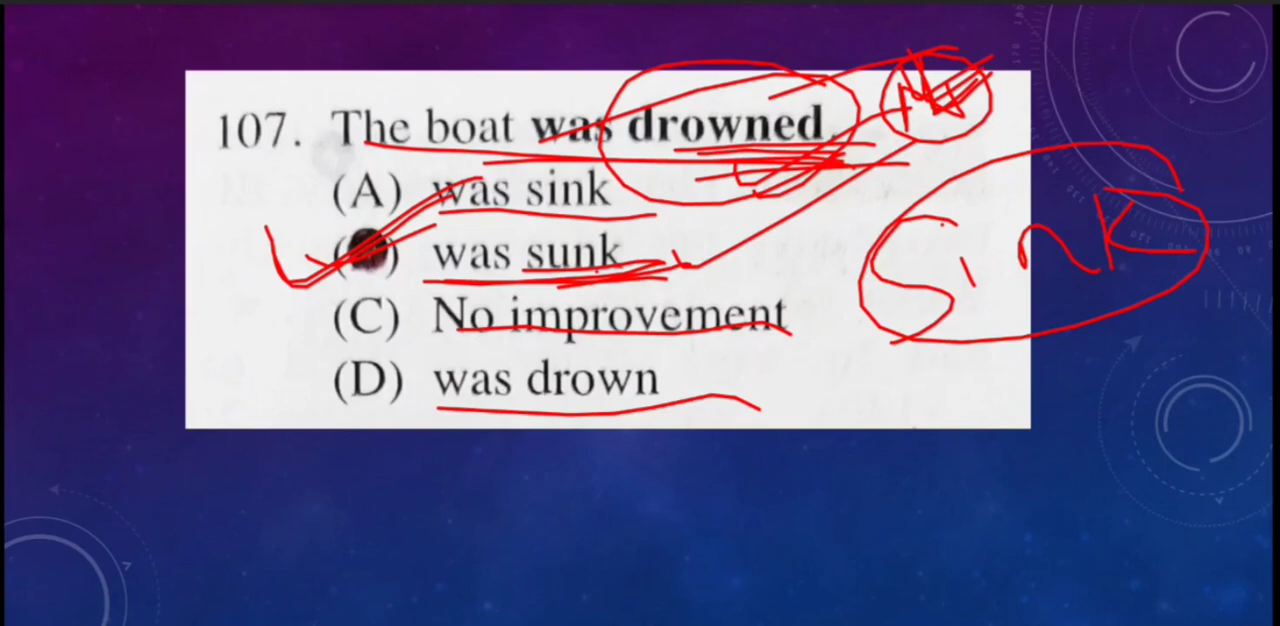 107. The boat was drowned.
(A) was sink
( ) was sunk
(C) No improvement
(D) was drown
Sink